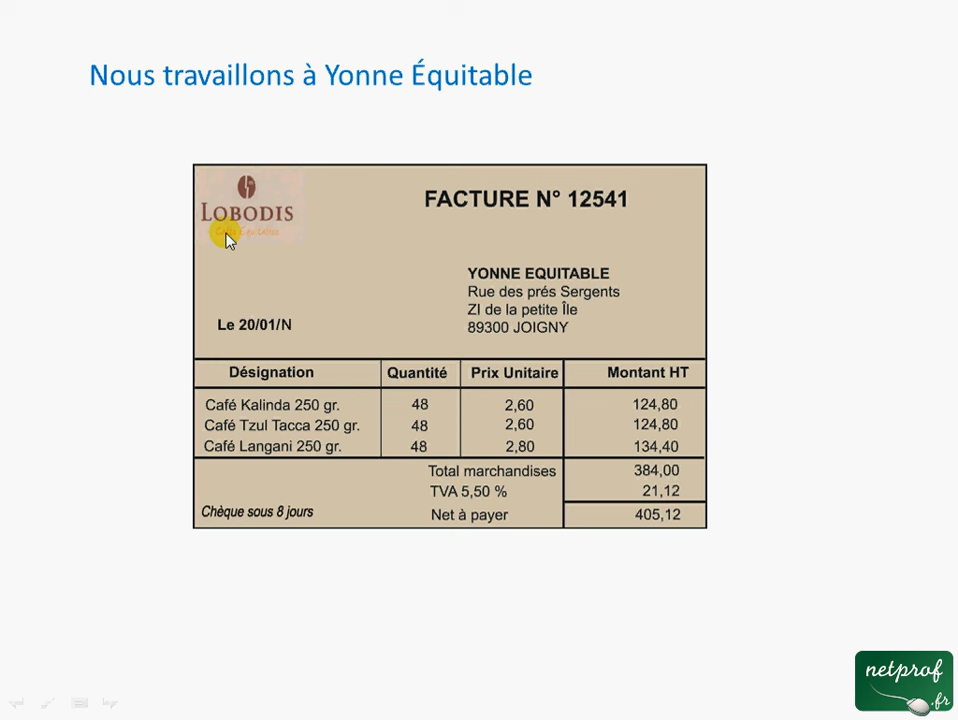 Nous travaillons à Yonne Équitable
LOBODIS
FACTURE N° 12541
YONNE EQUITABLE
Rue des prés Sergents
ZI de la petite Île
Le 20/01/N
89300 JOIGNY
Désignation Quantité Prix Unitaire Montant HT
Café Kalinda 250 gr. 48 2,60 124,80
Café Tzul Tacca 250 gr. 48 2,60 124,80
Café Langani 250 gr. 48 2,80 134,40
Total marchandises 384,00
TVA 5,50 % 21,12
Chèque sous 8 jours Net à payer 405,12
netprof
.fr